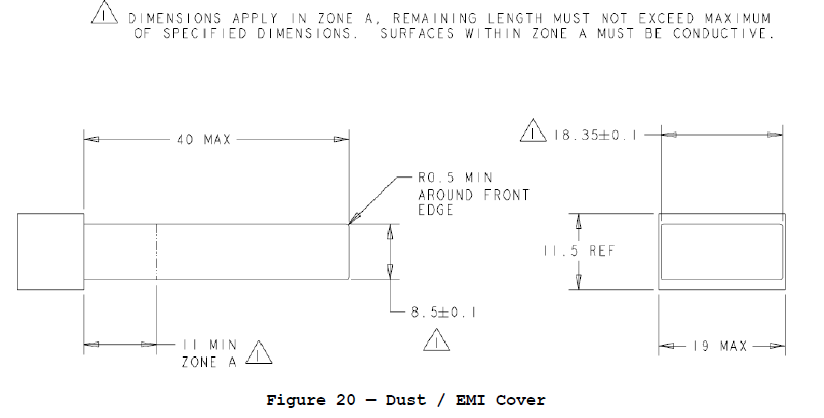 1 DIMENSIONS APPLY IN ZONE A, REMAINING LENGTH MUST NOT EXCEED MAXIMUM
OF SPECIFIED DIMENSIONS. SURFACES WITHIN ZONE A MUST BE CONDUCTIVE.
40 MAX
1 18.35±0.1
R0.5 MIN
AROUND FRONT
EDGE
11.5 REF
8.5±0.1
1
11 MIN
ZONE A 1
19 MAX
Figure 20 – Dust / EMI Cover